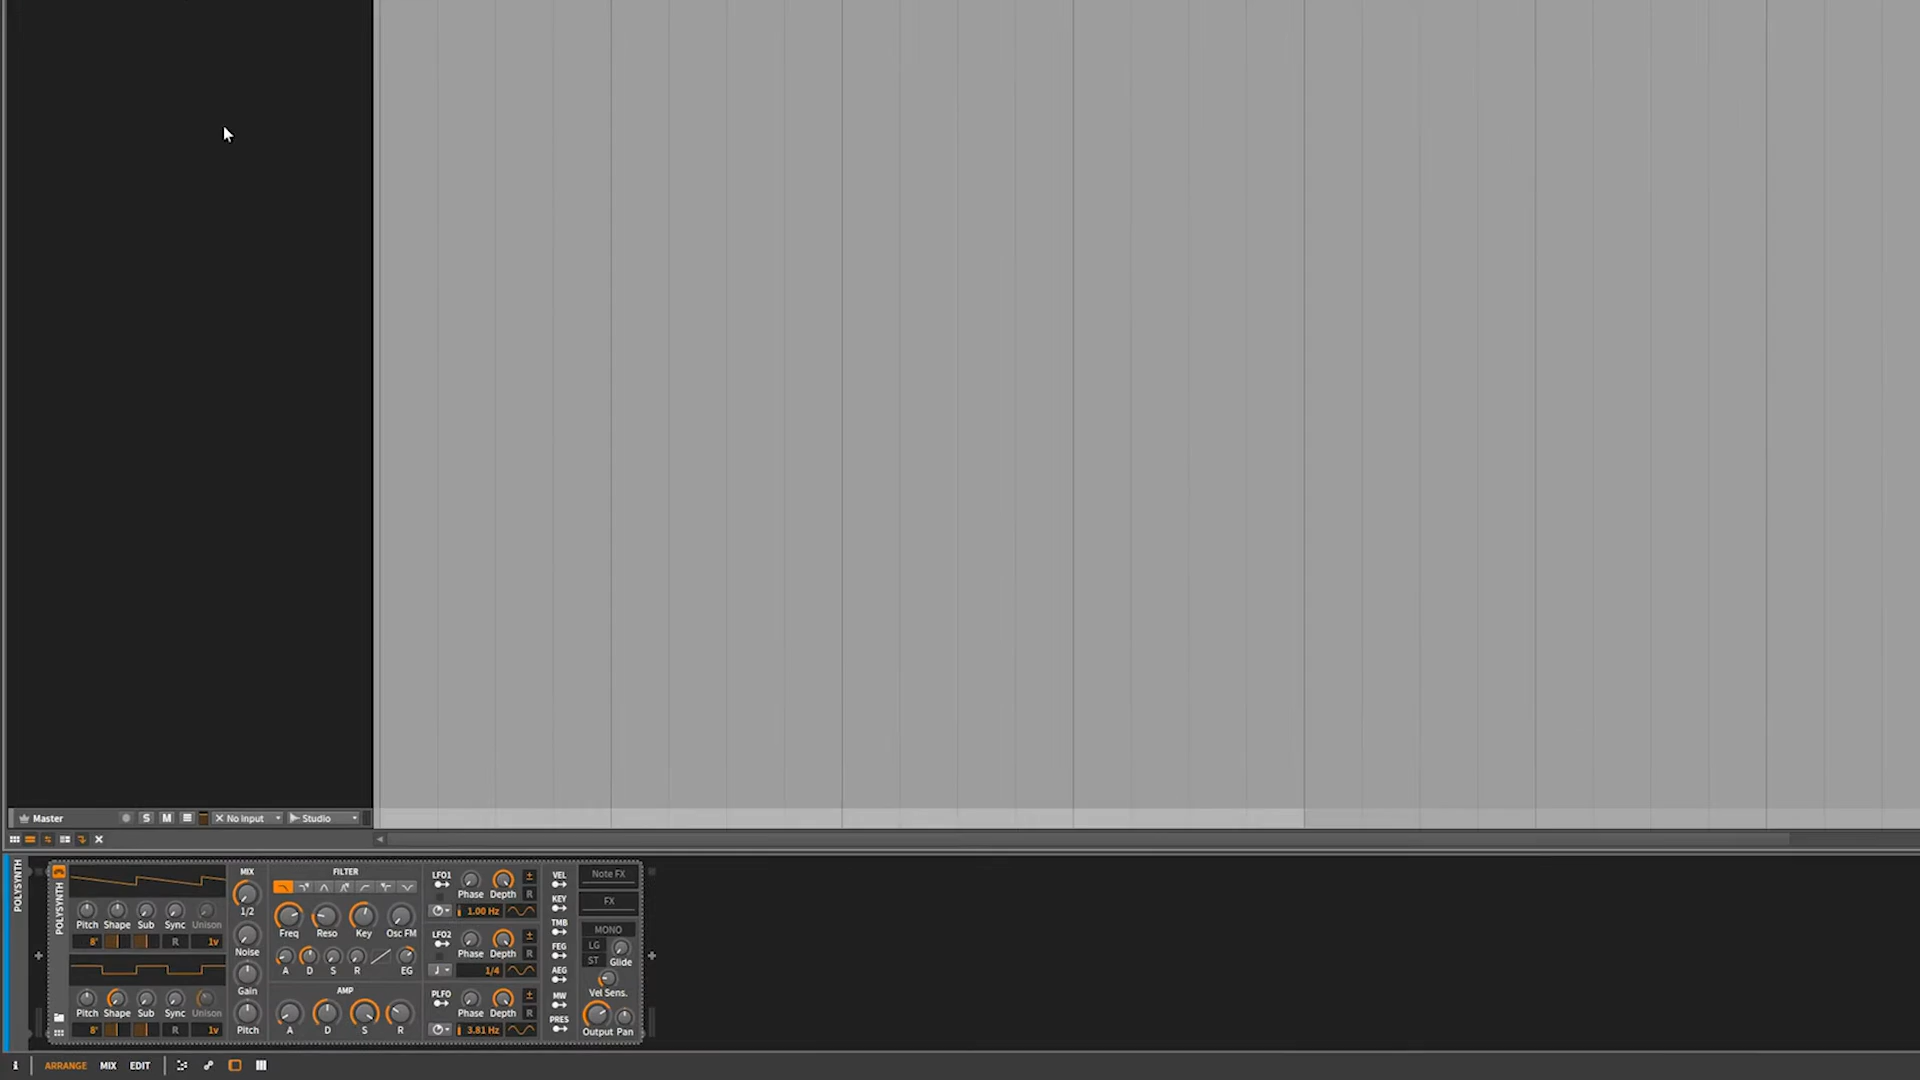 Master S M No Input Studio
POLYSYNTH
POLYSYNTH
Pitch Shape Sub Sync Unison
8' R 1v
Pitch Shape Sub Sync Unison
8' R 1v
MIX
1/2
Noise
Gain
Pitch
FILTER
Freq Reso Key Osc FM
A D S R EG
AMP
A D S R
LFO1
Phase Depth R
1.00 Hz
LFO2
Phase Depth R
1/4
PLFO
Phase Depth R
3.81 Hz
VEL
KEY
TMB
FEG
AEG
MW
PRES
Note FX
FX
MONO
LG
ST Glide
Vel Sens.
Output Pan
i ARRANGE MIX EDIT